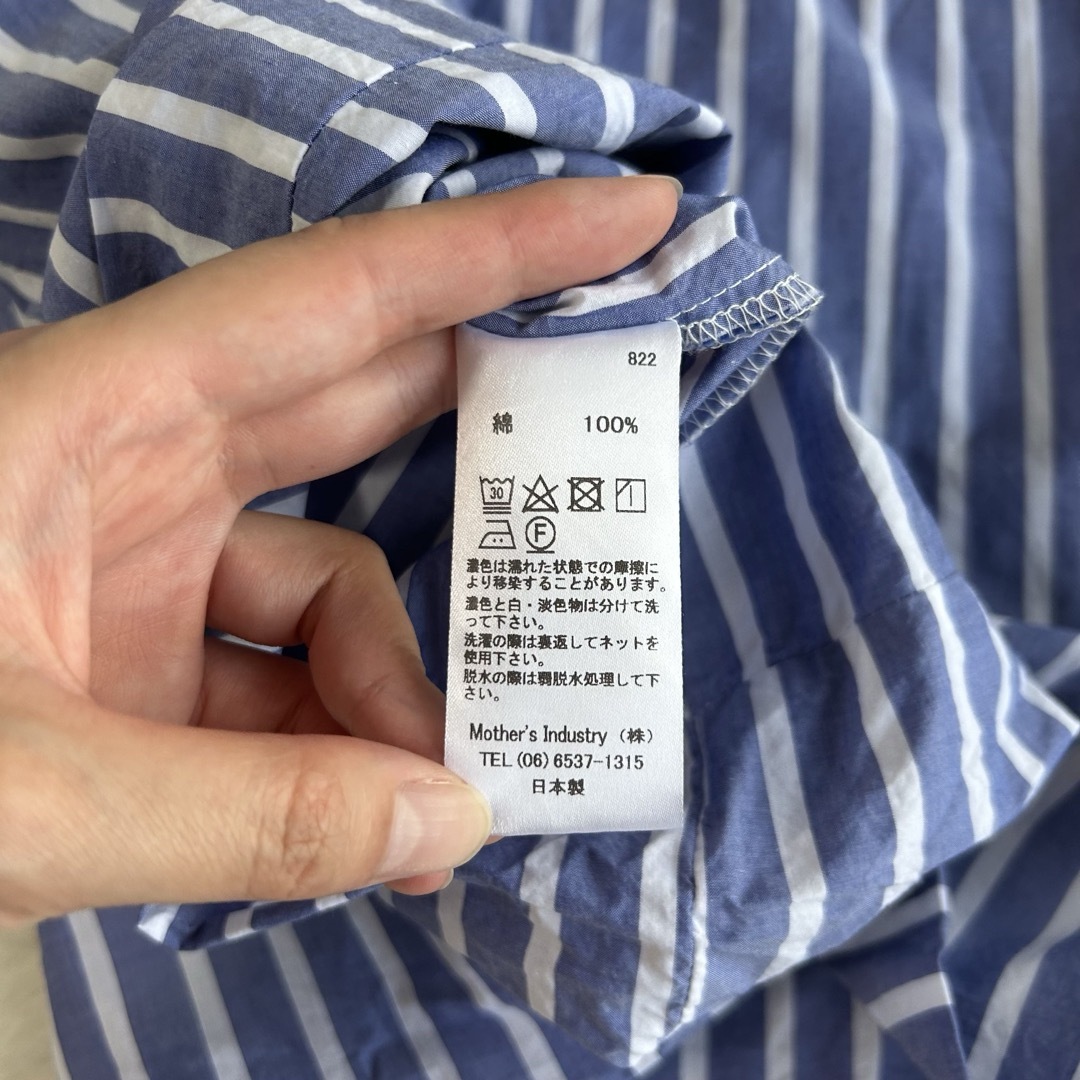 822
綿 100%
30
F
濃色は濡れた状態での摩擦に
より移染することがあります。
濃色と白・淡色物は分けて洗
って下さい。
洗濯の際は裏返してネットを
使用下さい。
脱水の際は弱脱水処理して下
さい。
Mother's Industry (株)
TEL(06)6537-1315
日本製